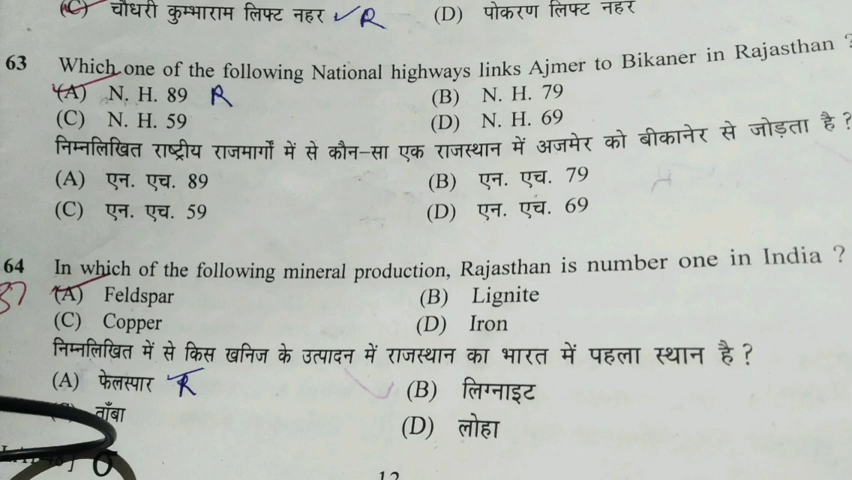 (C) चौधरी कुम्भाराम लिफ्ट नहर R (D) पोकरण लिफ्ट नहर
63 Which one of the following National highways links Ajmer to Bikaner in Rajasthan ?
(A) N. H. 89 R (B) N. H. 79
(C) N. H. 59 (D) N. H. 69
निम्नलिखित राष्ट्रीय राजमार्गों में से कौन-सा एक राजस्थान में अजमेर को बीकानेर से जोड़ता है ?
(A) एन. एच. 89 (B) एन. एच. 79
(C) एन. एच. 59 (D) एन. एच. 69
64 In which of the following mineral production, Rajasthan is number one in India ?
37 (A) Feldspar (B) Lignite
(C) Copper (D) Iron
निम्नलिखित में से किस खनिज के उत्पादन में राजस्थान का भारत में पहला स्थान है ?
(A) फेलस्पार R (B) लिग्नाइट
ताँबा (D) लोहा
12